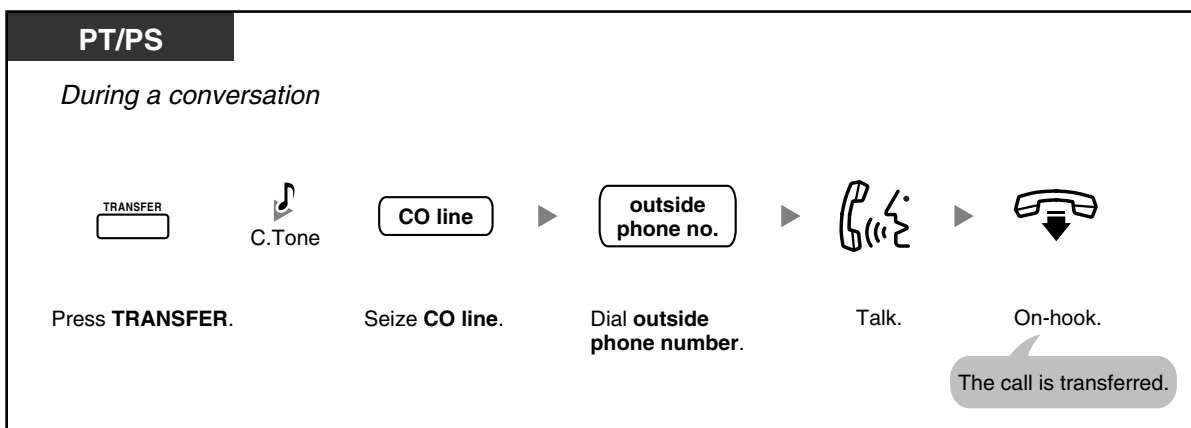 PT/PS
During a conversation
TRANSFER
C.Tone
CO line
outside
phone no.
Press TRANSFER.
Seize CO line.
Dial outside
phone number.
Talk.
On-hook.
The call is transferred.